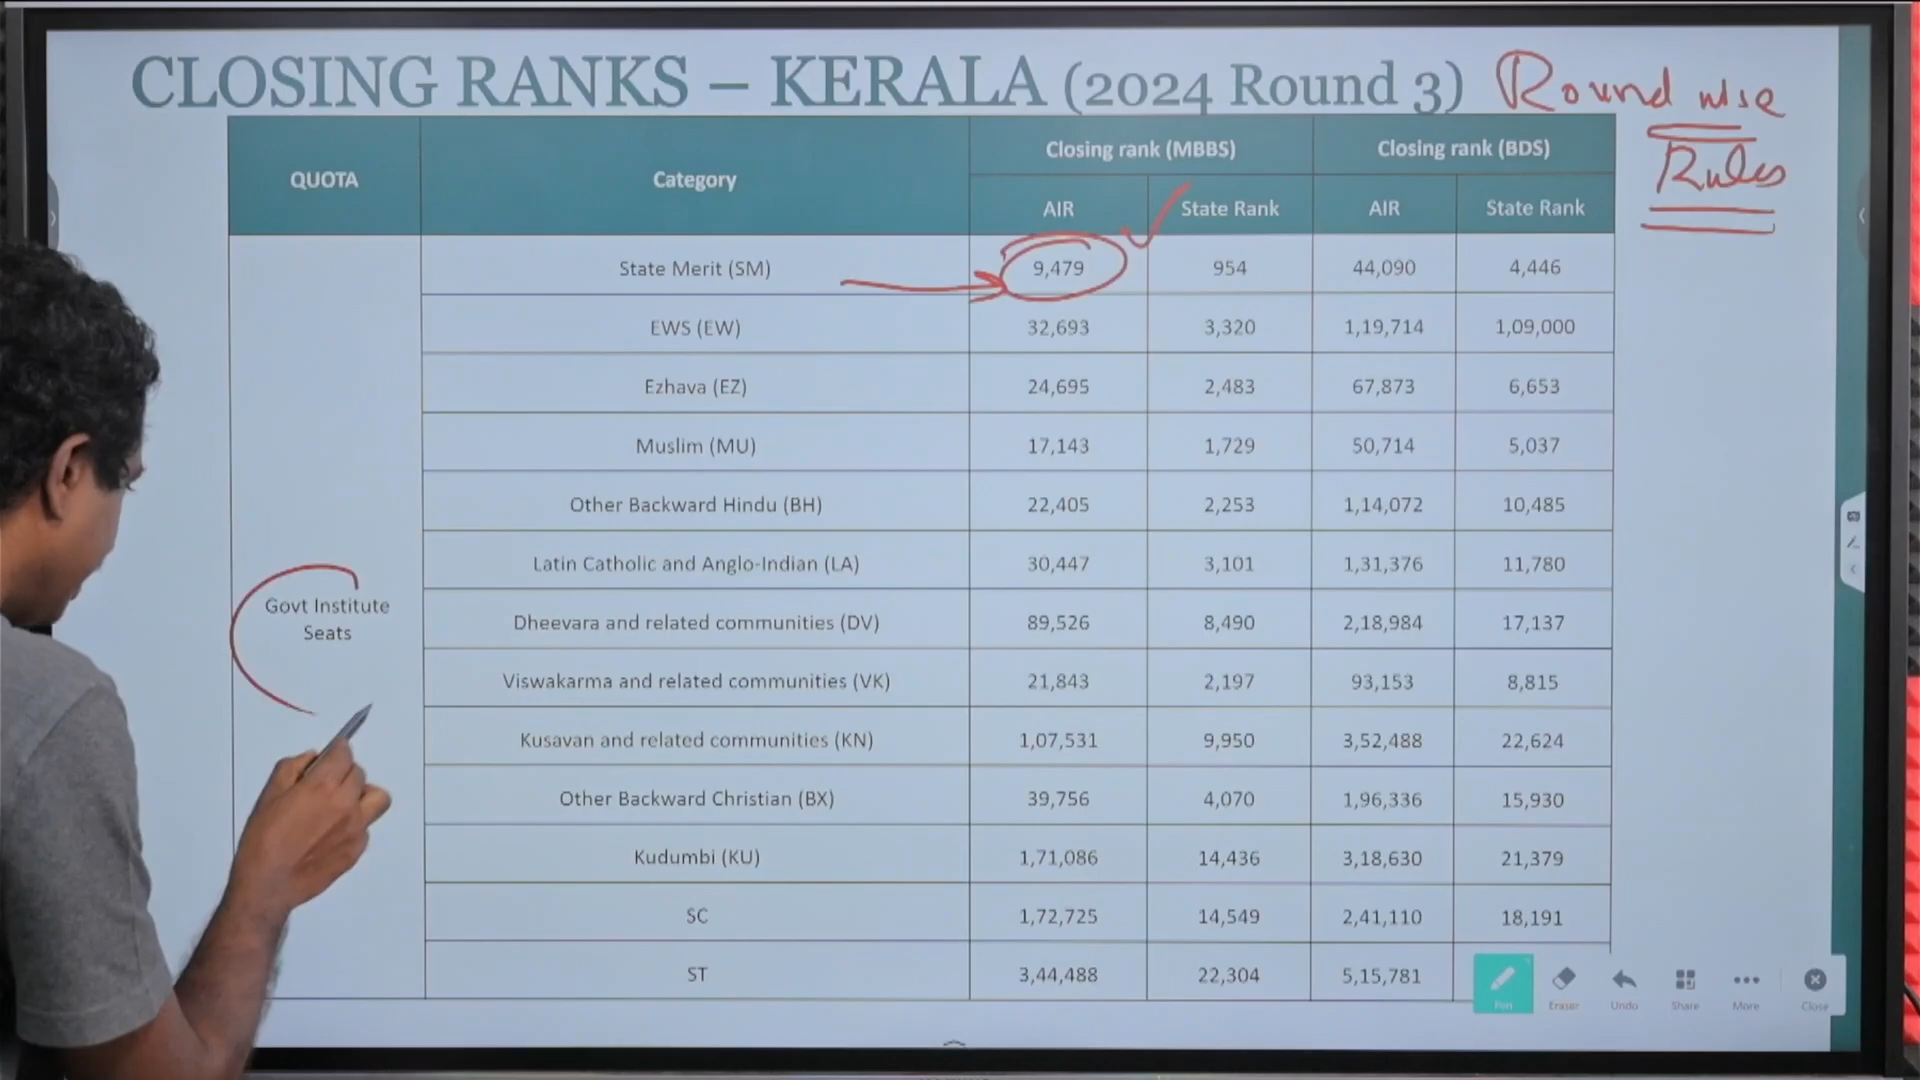 CLOSING RANKS – KERALA (2024 Round 3) Round wise
Rules
QUOTA Category Closing rank (MBBS) Closing rank (BDS)
AIR State Rank AIR State Rank
State Merit (SM) 9,479 954 44,090 4,446
EWS (EW) 32,693 3,320 1,19,714 1,09,000
Ezhava (EZ) 24,695 2,483 67,873 6,653
Muslim (MU) 17,143 1,729 50,714 5,037
Other Backward Hindu (BH) 22,405 2,253 1,14,072 10,485
Latin Catholic and Anglo-Indian (LA) 30,447 3,101 1,31,376 11,780
Govt Institute
Seats
Dheevara and related communities (DV) 89,526 8,490 2,18,984 17,137
Viswakarma and related communities (VK) 21,843 2,197 93,153 8,815
Kusavan and related communities (KN) 1,07,531 9,950 3,52,488 22,624
Other Backward Christian (BX) 39,756 4,070 1,96,336 15,930
Kudumbi (KU) 1,71,086 14,436 3,18,630 21,379
SC 1,72,725 14,549 2,41,110 18,191
ST 3,44,488 22,304 5,15,781
Pen Eraser Undo Share More Close